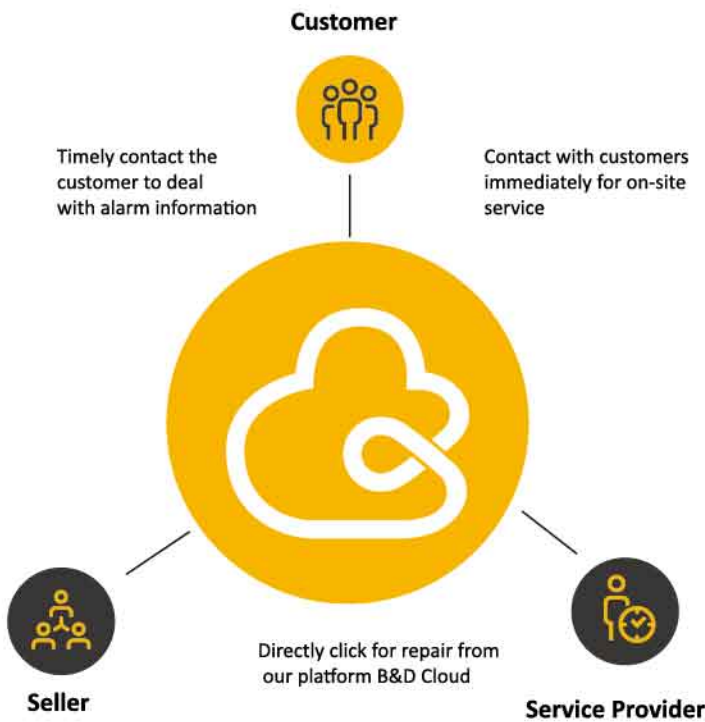 Customer
Timely contact the
customer to deal
with alarm information
Contact with customers
immediately for on-site
service
Directly click for repair from
our platform B&D Cloud
Seller
Service Provider